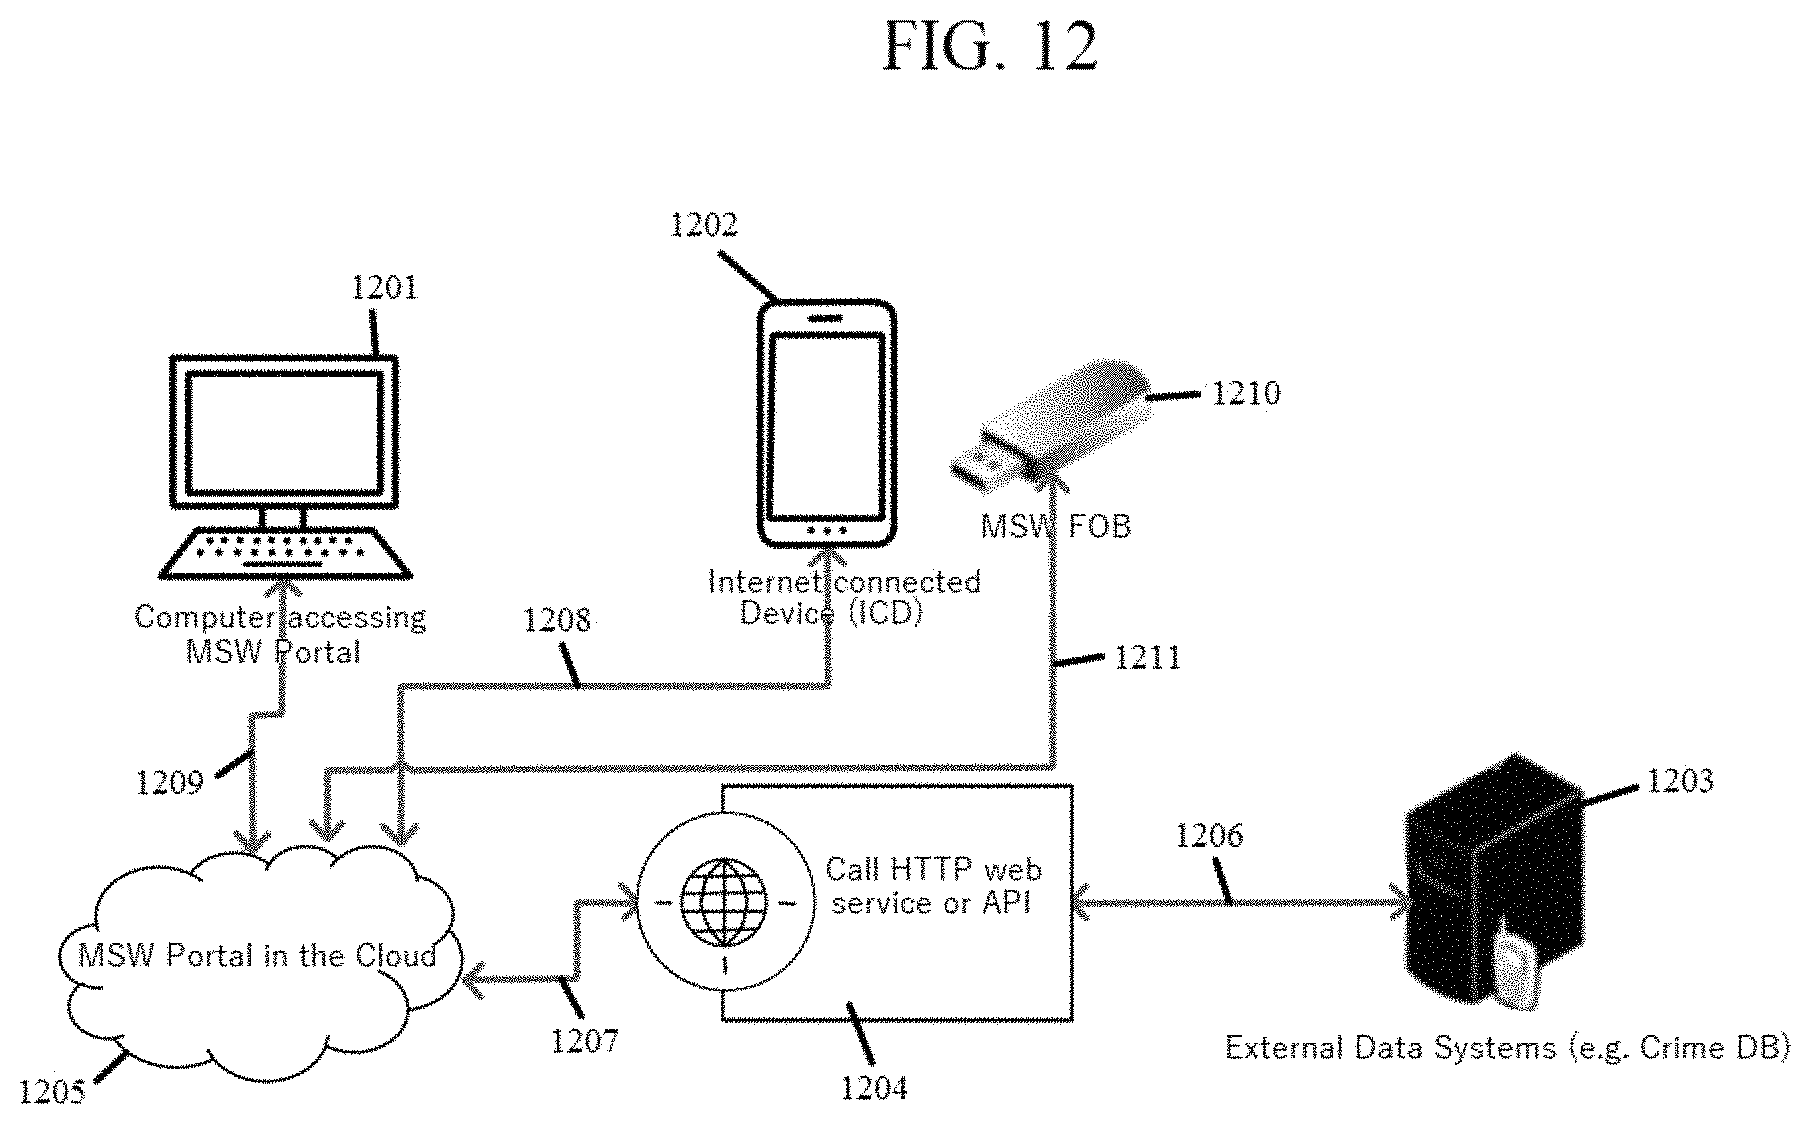 FIG. 12
1202
1201
1210
MSW FOB
Internet connected
Device (ICD)
Computer accessing
MSW Portal
1208
1211
1209
1203
1206
Call HTTP web
service or API
MSW Portal in the Cloud
1207
External Data Systems (e.g. Crime DB)
1205
1204